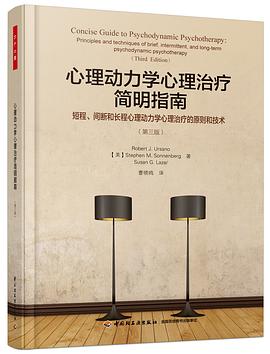 Concise Guide to Psychodynamic Psychotherapy:
Principles and techniques of brief, intermittent, and long-term
psychodynamic psychotherapy
(Third Edition)
心理动力学心理治疗
简明指南
短程、间断和长程心理动力学心理治疗的原则和技术
(第三版)
Robert J. Ursano
【美】Stephen M. Sonnenberg 著
Susan G. Lazar
曹晓鸥 译
中国轻工业出版社
万千心理
心理动力学心理治疗简明指南